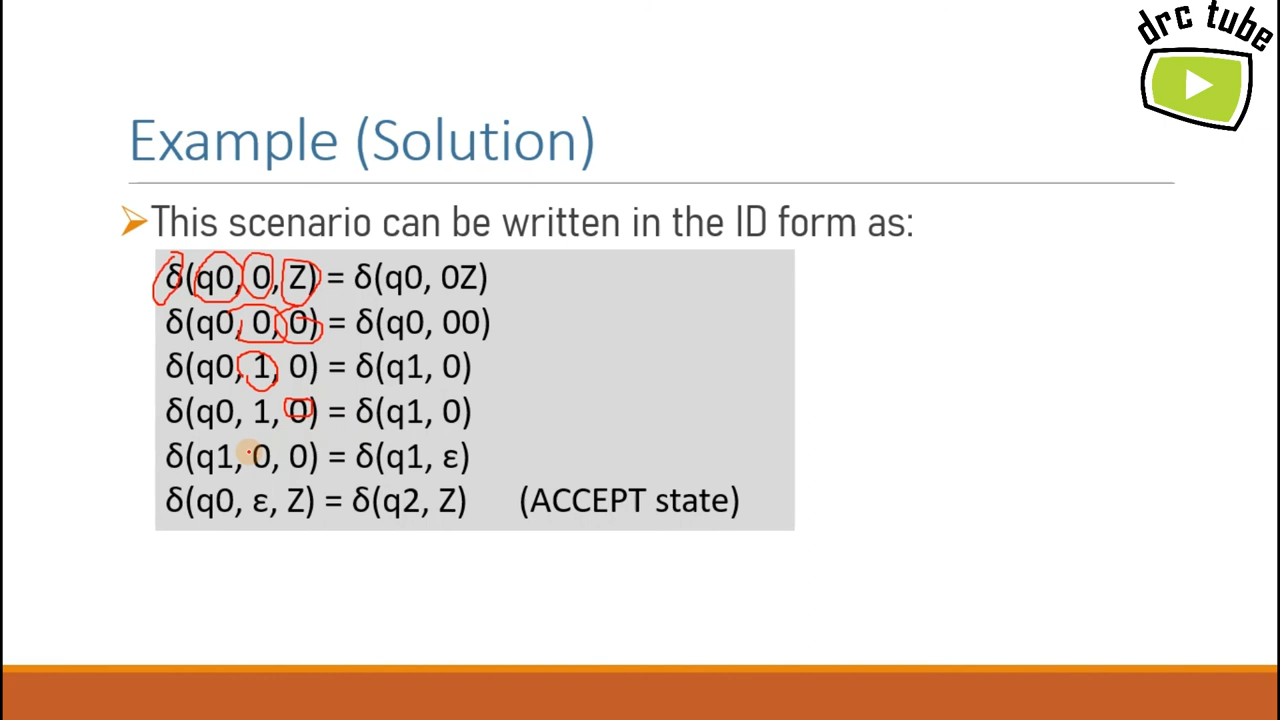 drc tube
Example (Solution)
This scenario can be written in the ID form as:
δ(q0, 0, Z) = δ(q0, 0Z)
δ(q0, 0, 0) = δ(q0, 00)
δ(q0, 1, 0) = δ(q1, 0)
δ(q0, 1, 0) = δ(q1, 0)
δ(q1, 0, 0) = δ(q1, ε)
δ(q0, ε, Z) = δ(q2, Z) (ACCEPT state)